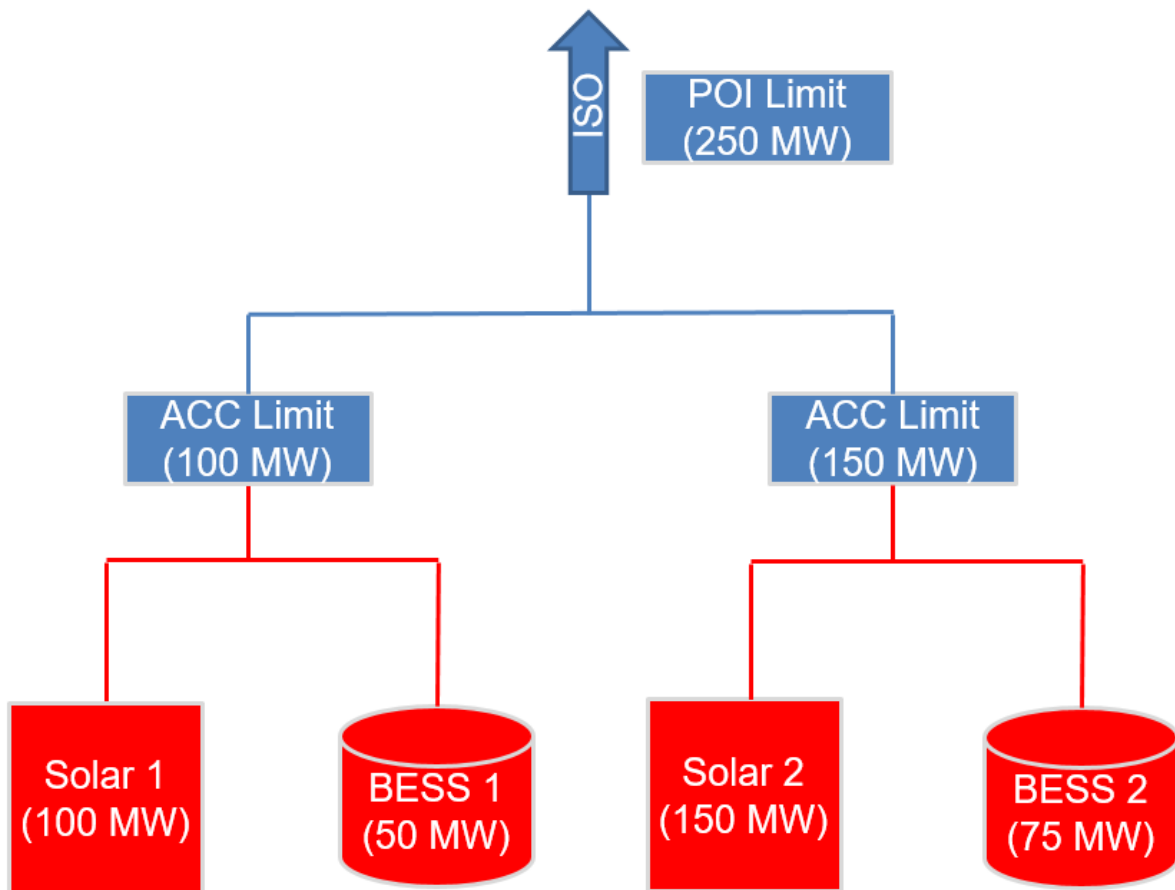 ISO
POI Limit
(250 MW)
ACC Limit
(100 MW)
ACC Limit
(150 MW)
Solar 1
(100 MW)
BESS 1
(50 MW)
Solar 2
(150 MW)
BESS 2
(75 MW)